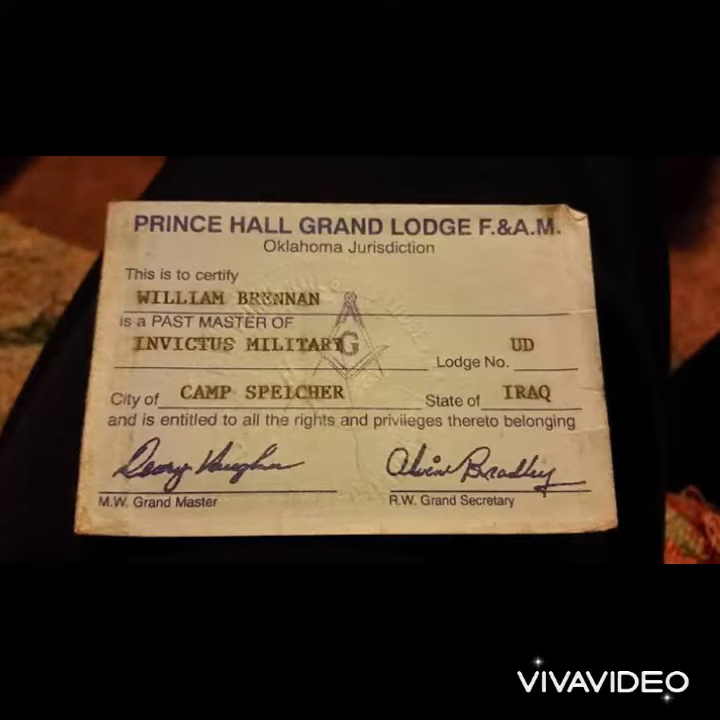 PRINCE HALL GRAND LODGE F.&A.M.
Oklahoma Jurisdiction
This is to certify
WILLIAM BRENNAN
is a PAST MASTER OF
INVICTUS MILITARY G Lodge No. UD
City of CAMP SPEICHER State of IRAQ
and is entitled to all the rights and privileges thereto belonging
Alvin Bradley
M.W. Grand Master R.W. Grand Secretary
VIVAVIDEO